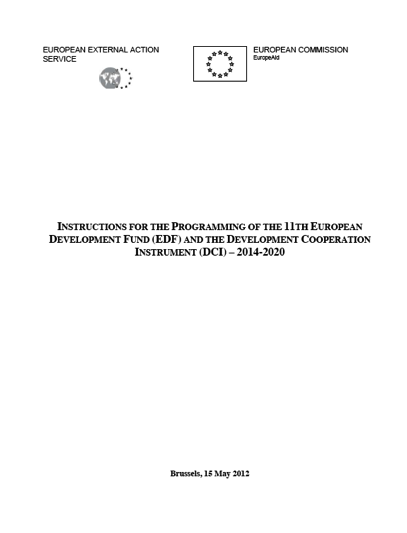 EUROPEAN EXTERNAL ACTION
SERVICE
EUROPEAN COMMISSION
EuropeAid
INSTRUCTIONS FOR THE PROGRAMMING OF THE 11TH EUROPEAN
DEVELOPMENT FUND (EDF) AND THE DEVELOPMENT COOPERATION
INSTRUMENT (DCI) – 2014-2020
Brussels, 15 May 2012